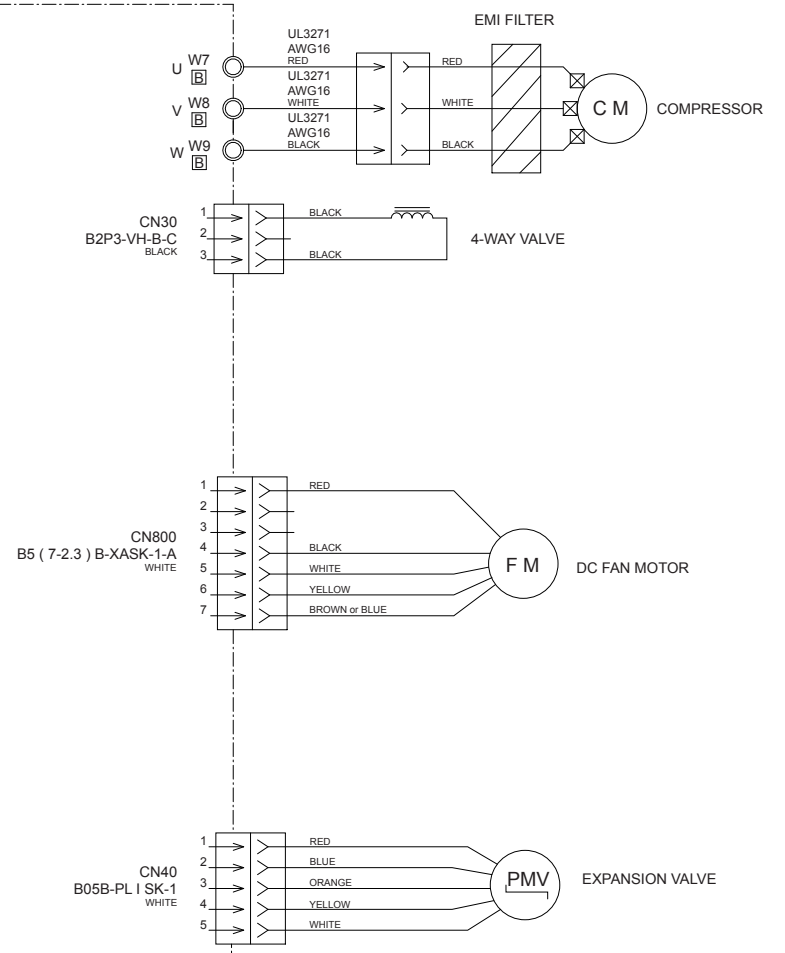 EMI FILTER
UL3271
AWG16
RED
U W7
B
RED
UL3271
AWG16
WHITE
V W8
B
WHITE
C M
COMPRESSOR
UL3271
AWG16
BLACK
W W9
B
BLACK
CN30
B2P3-VH-B-C
BLACK
1
2
3
BLACK
BLACK
4-WAY VALVE
CN800
B5 ( 7-2.3 ) B-XASK-1-A
WHITE
1
2
3
4
5
6
7
RED
BLACK
WHITE
YELLOW
BROWN or BLUE
F M
DC FAN MOTOR
CN40
B05B-PL I SK-1
WHITE
1
2
3
4
5
RED
BLUE
ORANGE
YELLOW
WHITE
PMV
EXPANSION VALVE